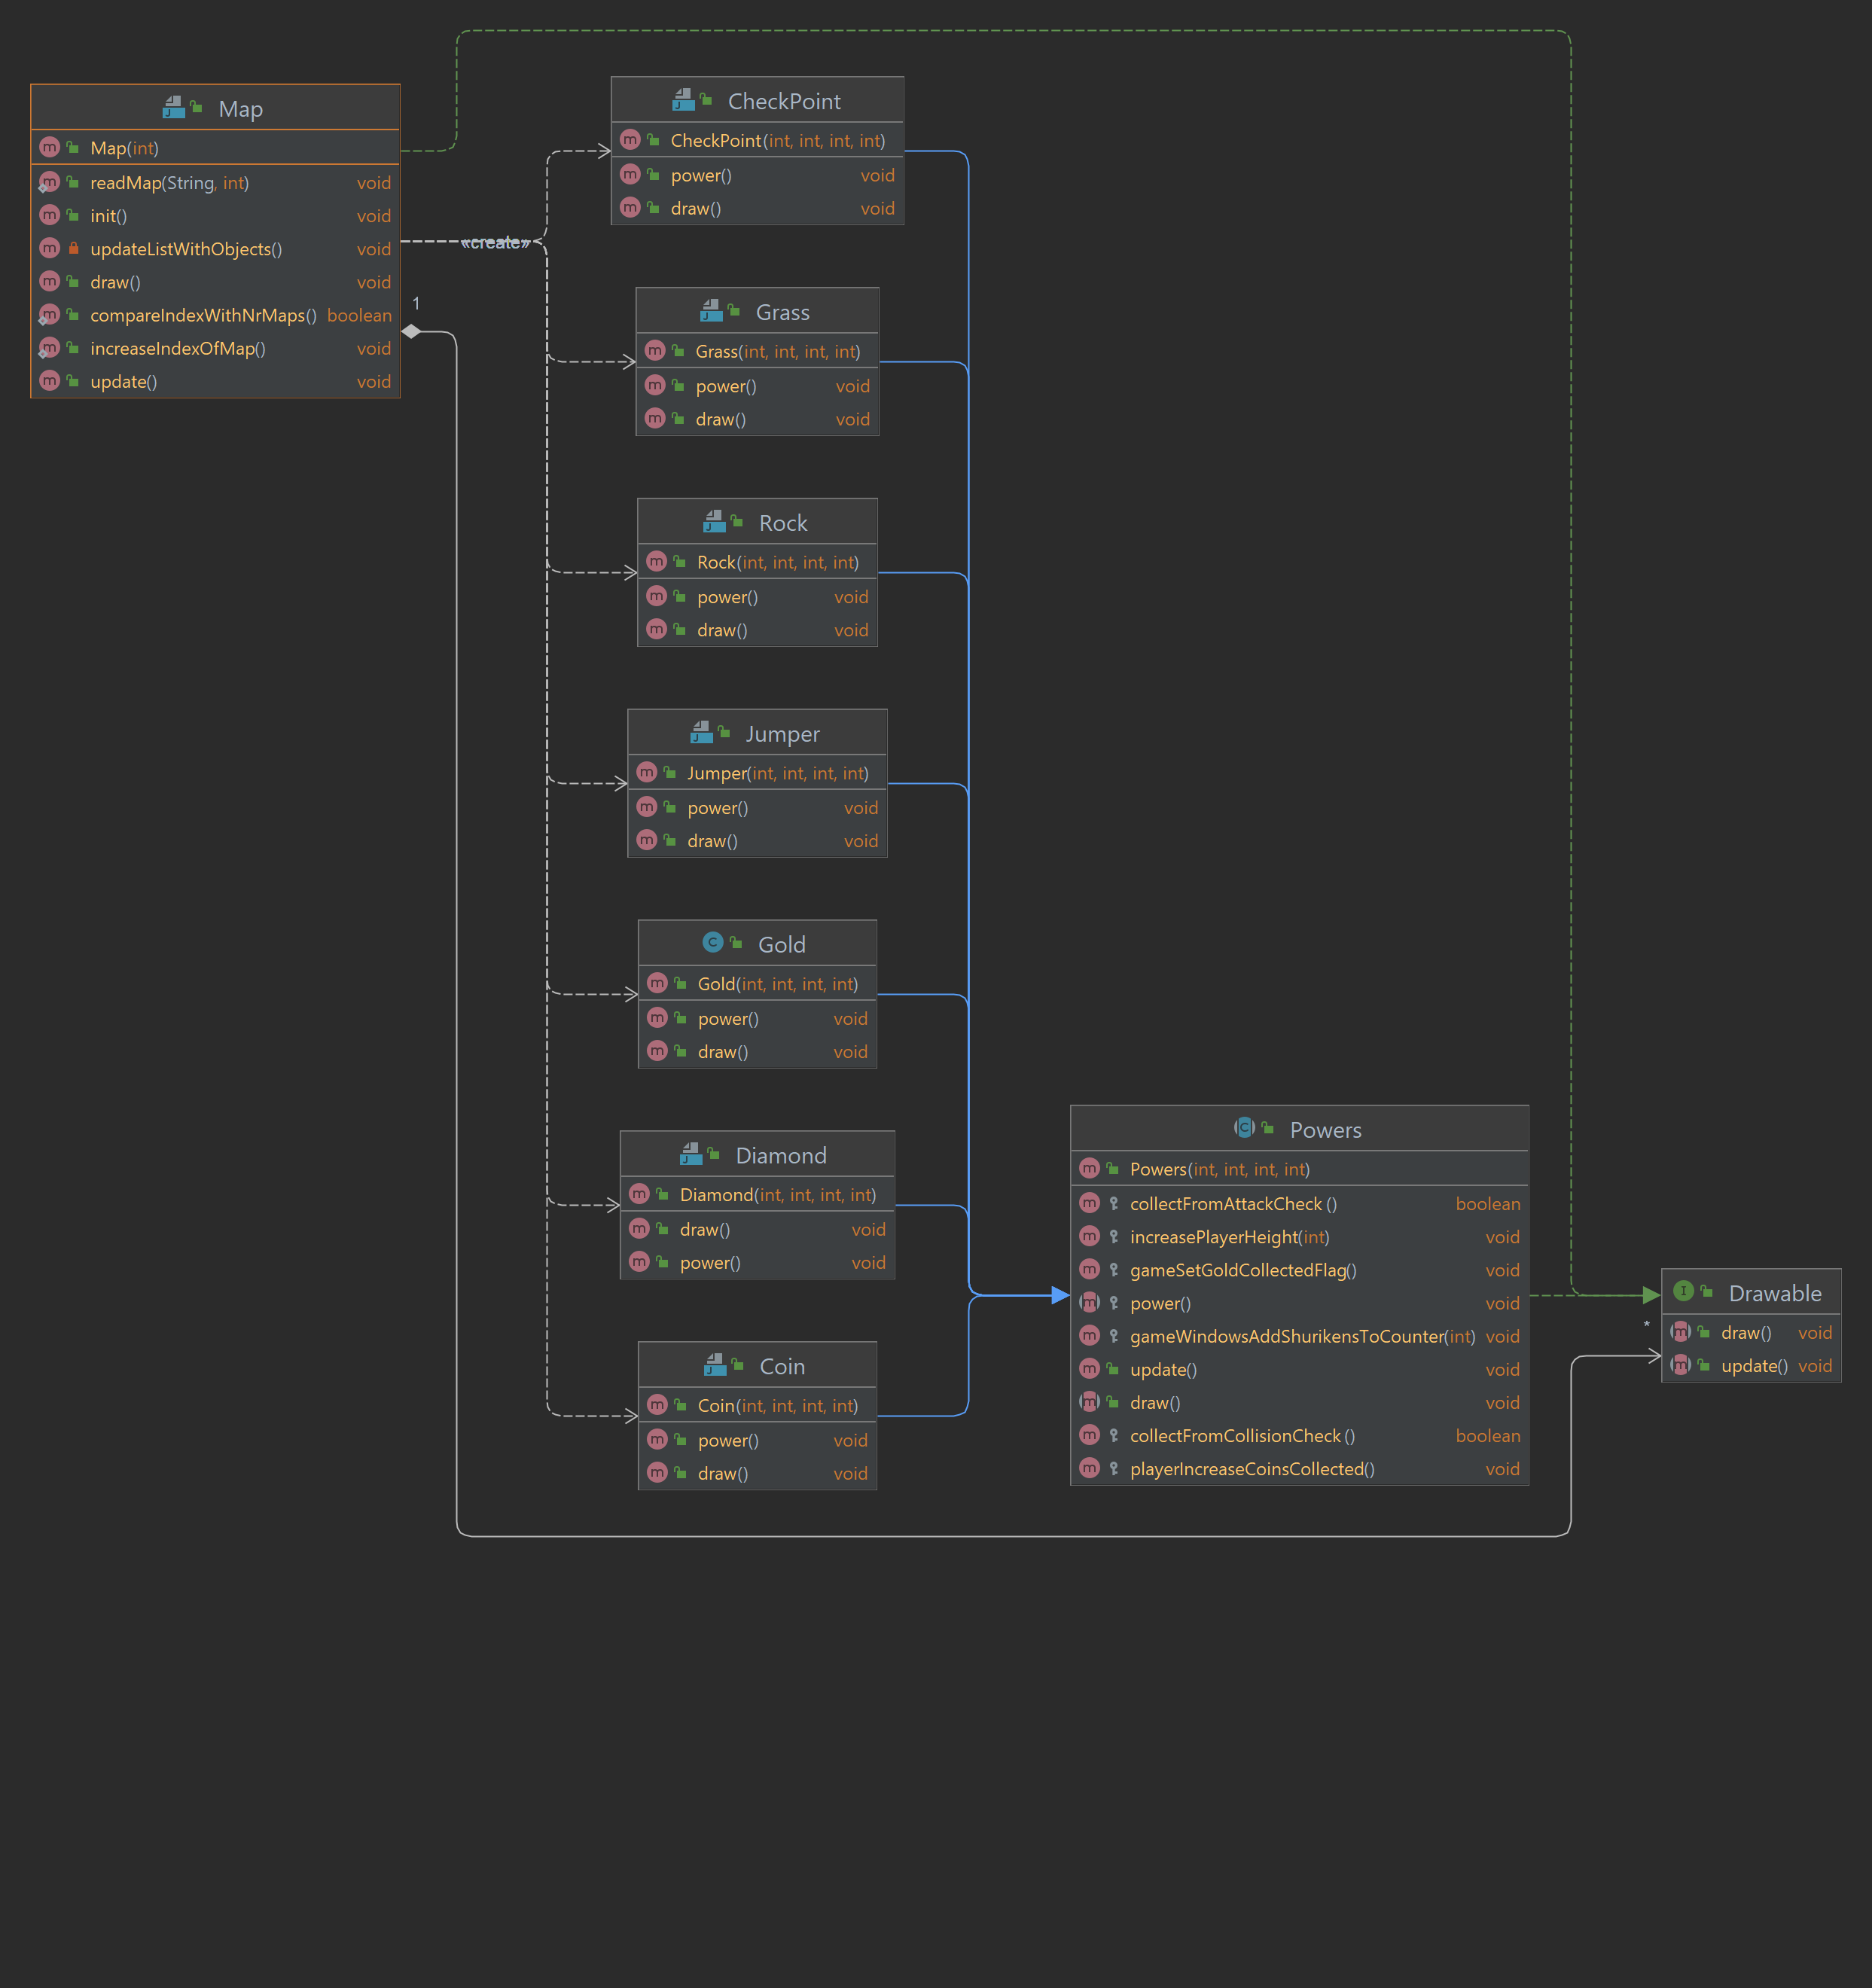 Map
Map(int)
readMap(String, int) void
init() void
updateListWithObjects() void
draw() void
compareIndexWithNrMaps() boolean
increaseIndexOfMap() void
update() void
«create»
1
CheckPoint
CheckPoint(int, int, int, int)
power() void
draw() void
Grass
Grass(int, int, int, int)
power() void
draw() void
Rock
Rock(int, int, int, int)
power() void
draw() void
Jumper
Jumper(int, int, int, int)
power() void
draw() void
Gold
Gold(int, int, int, int)
power() void
draw() void
Diamond
Diamond(int, int, int, int)
draw() void
power() void
Coin
Coin(int, int, int, int)
power() void
draw() void
Powers
Powers(int, int, int, int)
collectFromAttackCheck () boolean
increasePlayerHeight(int) void
gameSetGoldCollectedFlag() void
power() void
gameWindowsAddShurikensToCounter(int) void
update() void
draw() void
collectFromCollisionCheck () boolean
playerIncreaseCoinsCollected() void
Drawable
draw() void
update() void
*